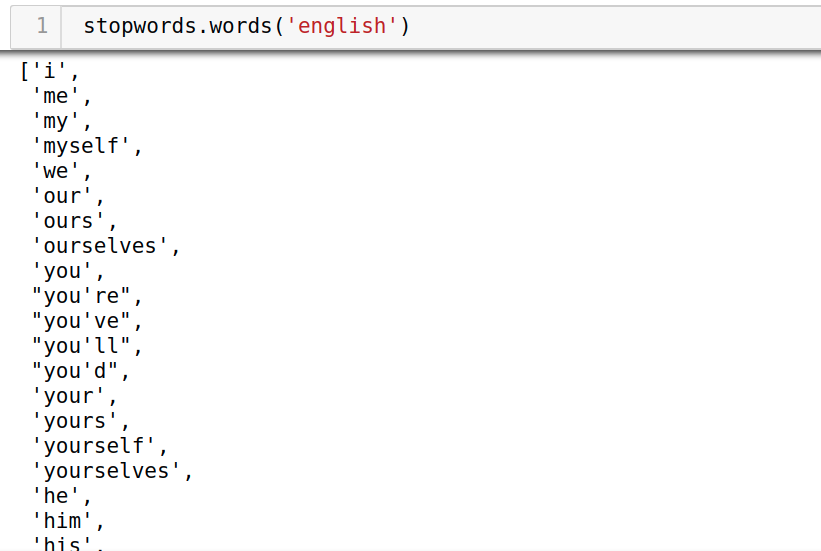 1 stopwords.words('english')
['i',
'me',
'my',
'myself',
'we',
'our',
'ours',
'ourselves',
'you',
"you're",
"you've",
"you'll",
"you'd",
'your',
'yours',
'yourself',
'yourselves',
'he',
'him',
'his',